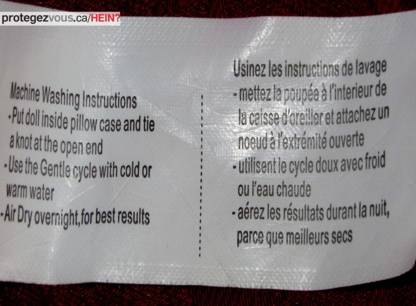 protegezvous.ca/HEIN?
Machine Washing Instructions
-Put doll inside pillow case and tie
a knot at the open end
-Use the Gentle cycle with cold or
warm water
-Air Dry overnight, for best results
Usinez les instructions de lavage
- mettez la poupée à l'interieur de
la caisse d'oreiller et attachez un
noeud à l'extrémité ouverte
- utilisent le cycle doux avec froid
ou l'eau chaude
- aérez les résultats durant la nuit,
parce que meilleurs secs